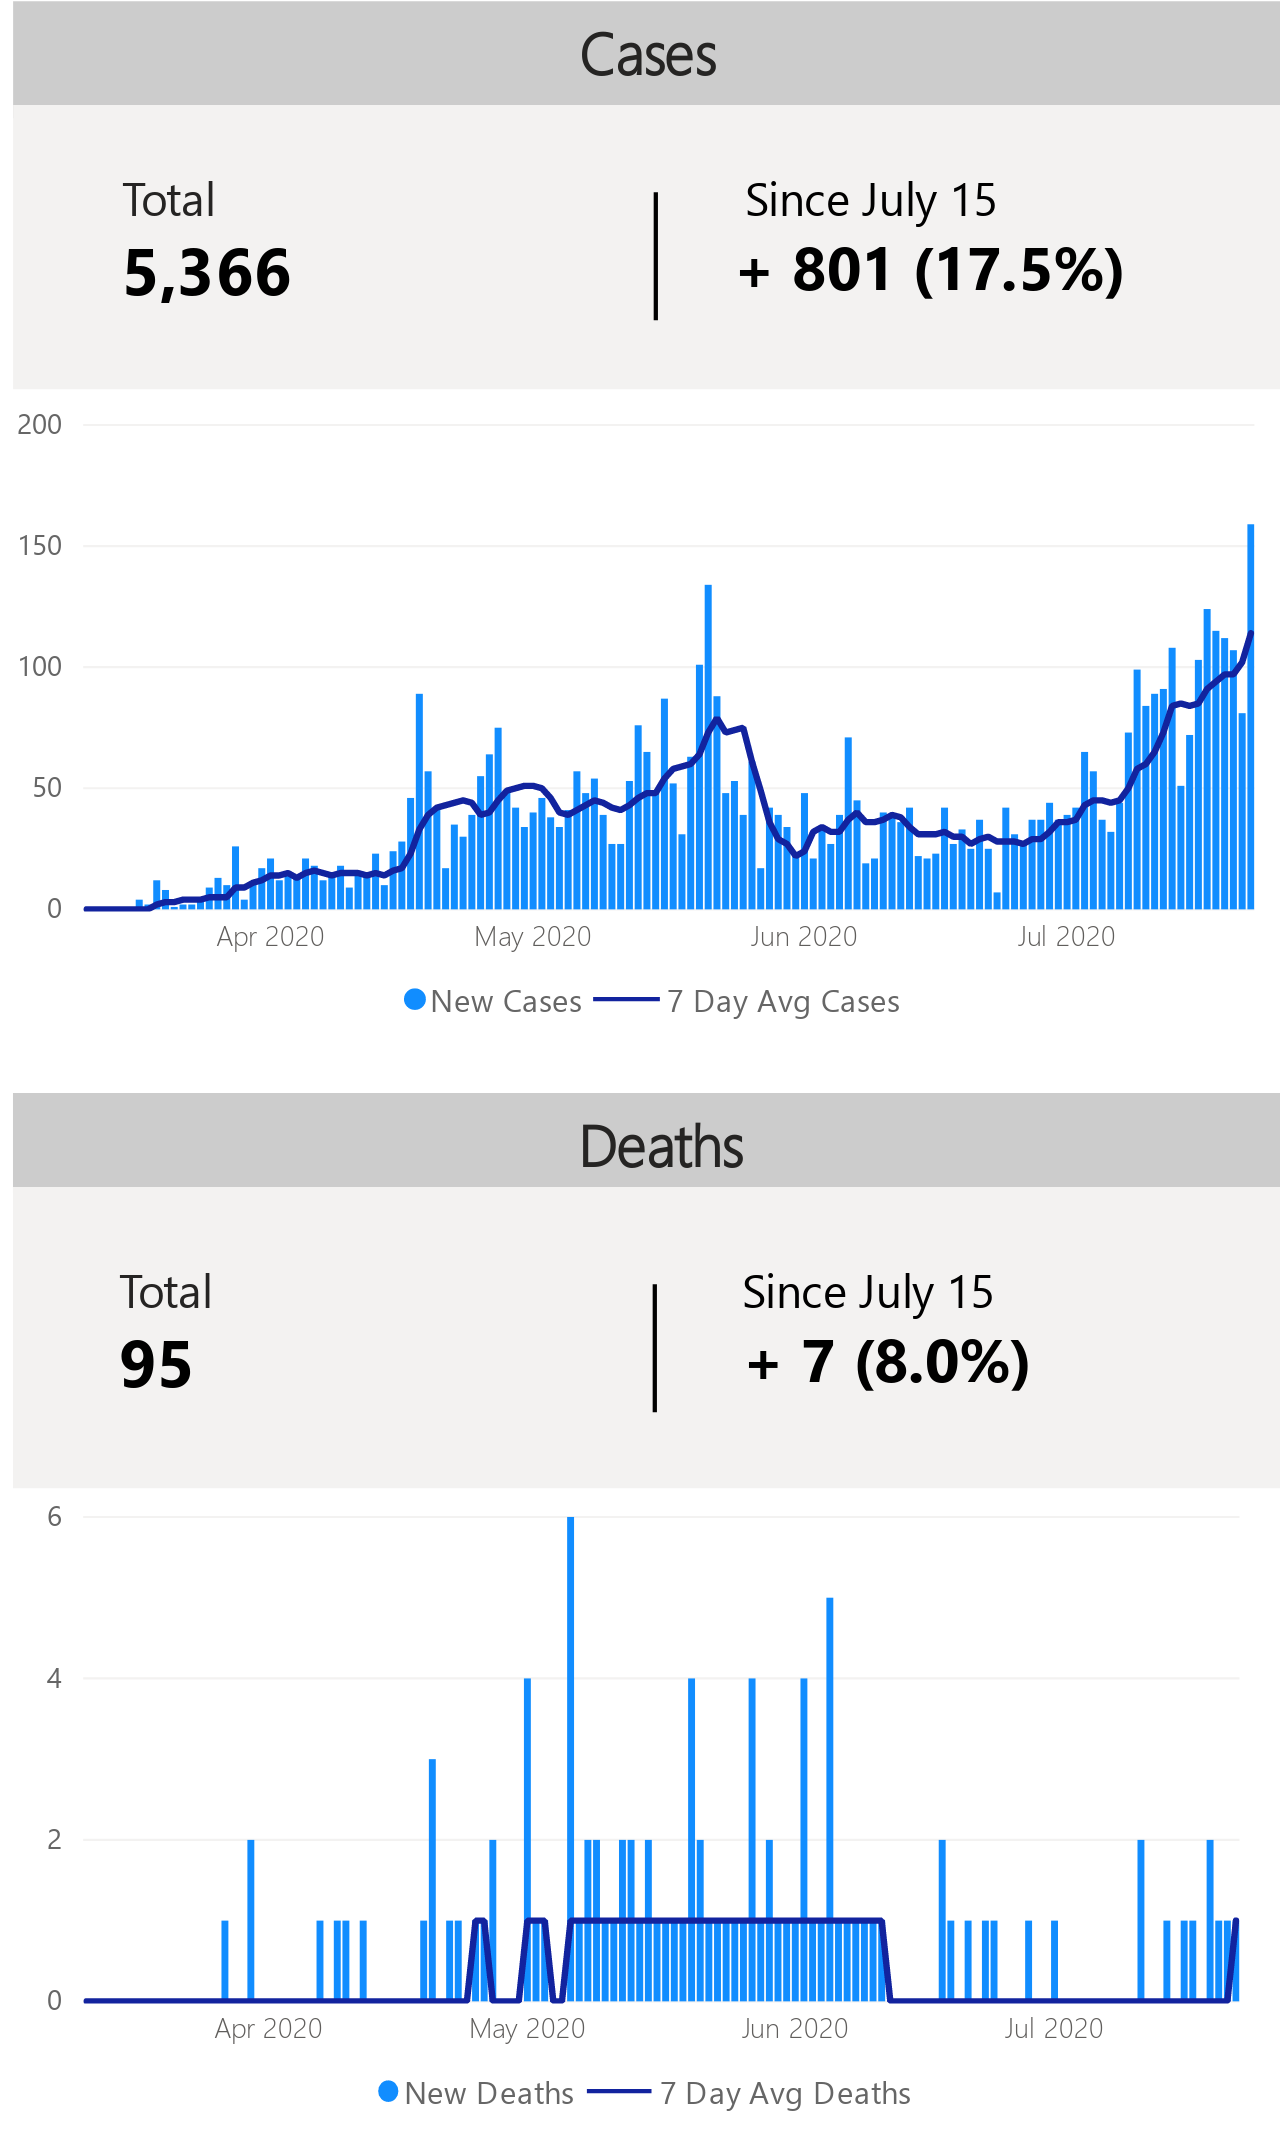 Cases
Total
Since July 15
5,366
+ 801 (17.5%)
200
150
100
50
0
Apr 2020
May 2020
Jun 2020
Jul 2020
New Cases
7 Day Avg Cases
Deaths
Total
Since July 15
95
+ 7 (8.0%)
6
4
2
0
Apr 2020
May 2020
Jun 2020
Jul 2020
New Deaths
7 Day Avg Deaths